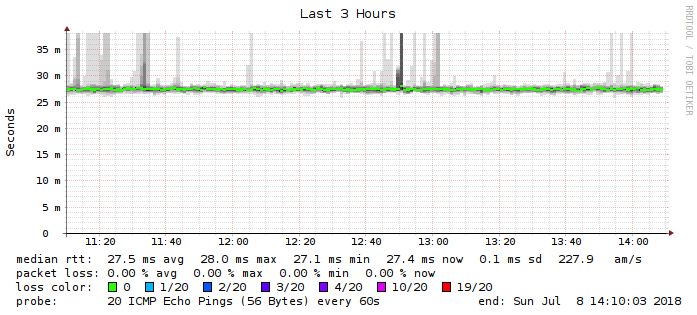 Last 3 Hours
RRDTOOL / TOBI OETIKER
Seconds
35 m
30 m
25 m
20 m
15 m
10 m
5 m
0
11:20 11:40 12:00 12:20 12:40 13:00 13:20 13:40 14:00
median rtt: 27.5 ms avg 28.0 ms max 27.1 ms min 27.4 ms now 0.1 ms sd 227.9 am/s
packet loss: 0.00 % avg 0.00 % max 0.00 % min 0.00 % now
loss color: 0 1/20 2/20 3/20 4/20 10/20 19/20
probe: 20 ICMP Echo Pings (56 Bytes) every 60s end: Sun Jul 8 14:10:03 2018